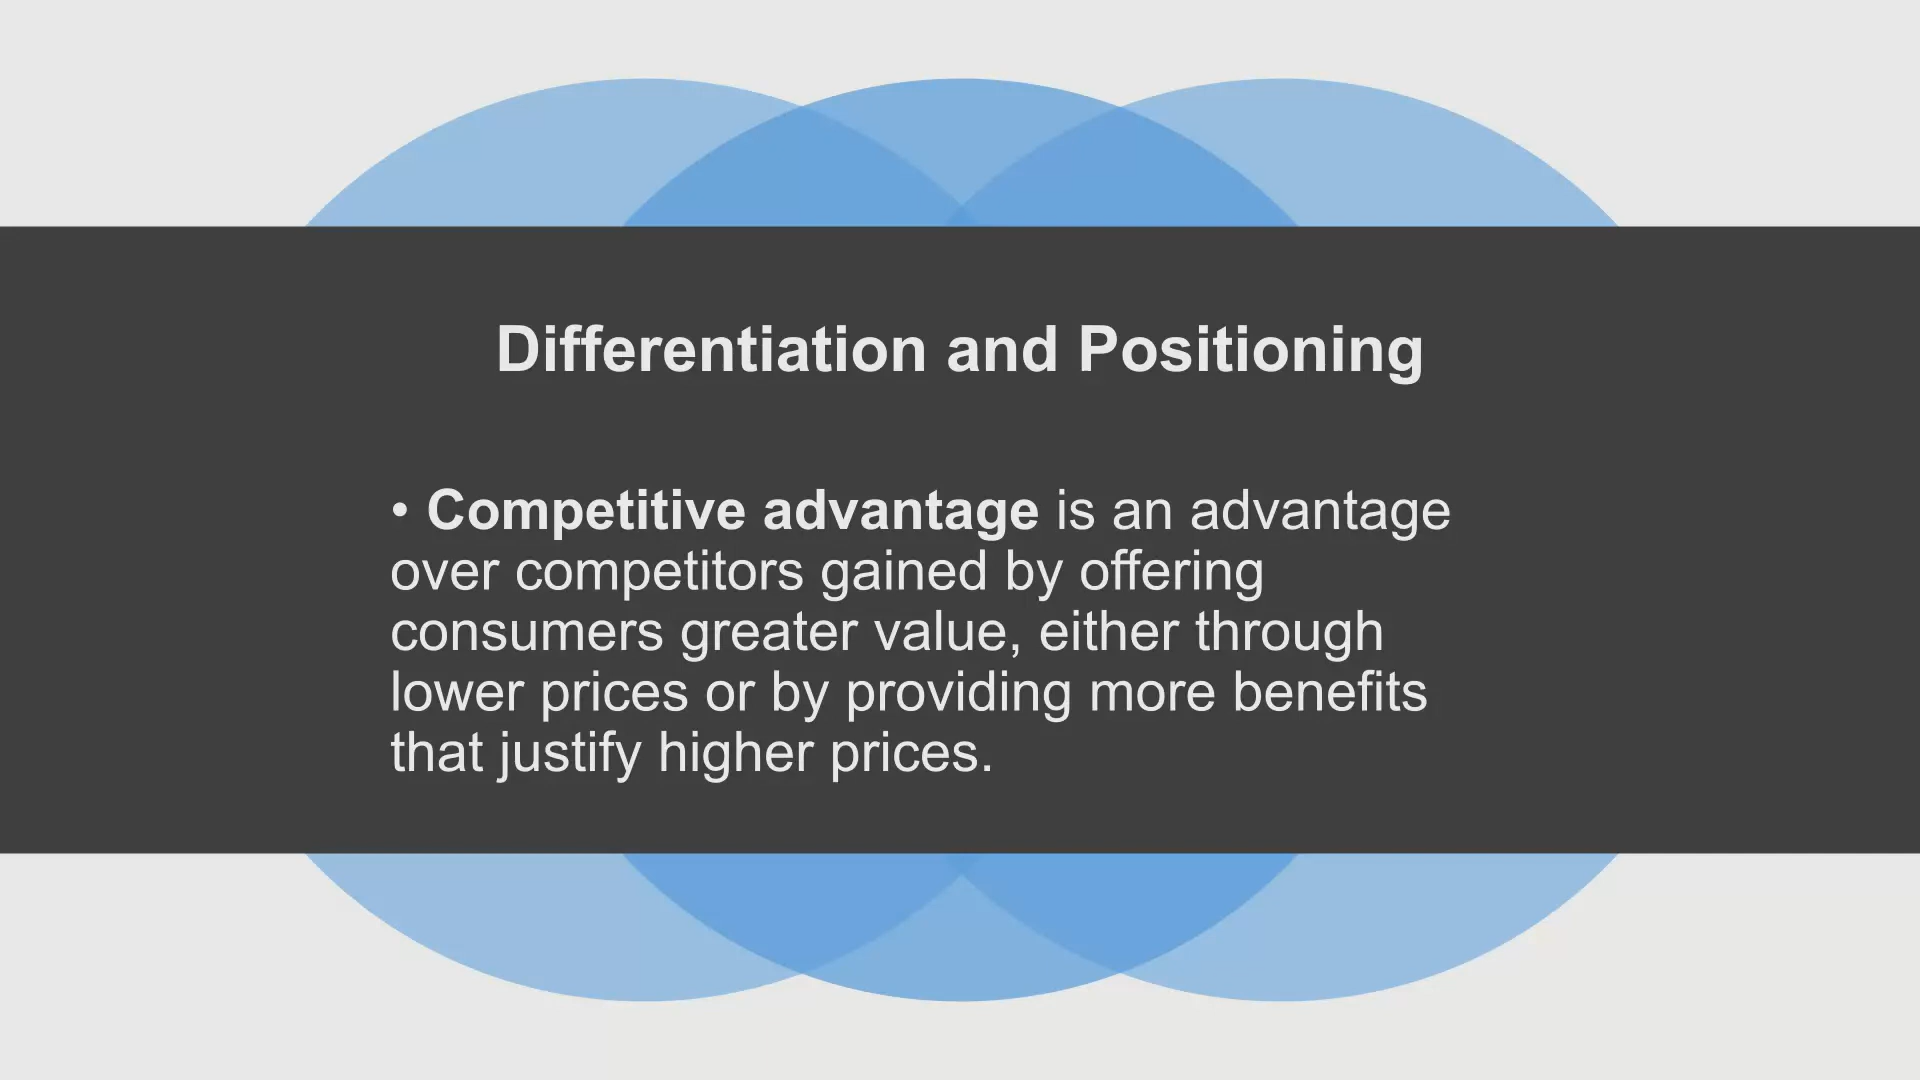 Differentiation and Positioning
• Competitive advantage is an advantage
over competitors gained by offering
consumers greater value, either through
lower prices or by providing more benefits
that justify higher prices.